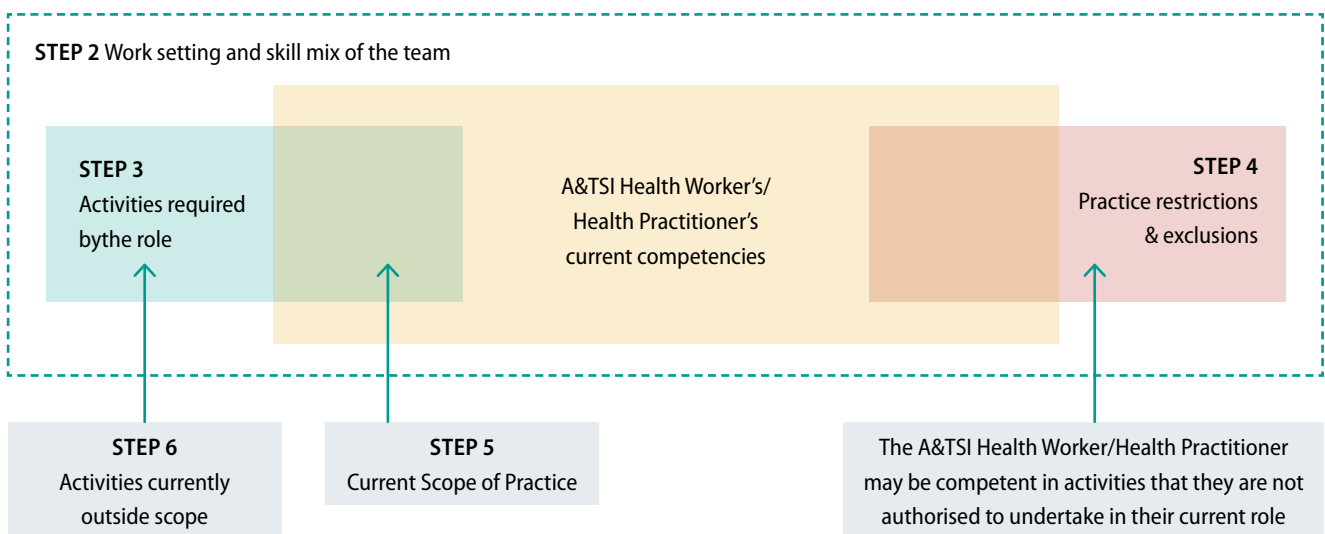 STEP 2 Work setting and skill mix of the team
STEP 3
Activities required
bythe role
A&TSI Health Worker's/
Health Practitioner's
current competencies
STEP 4
Practice restrictions
& exclusions
STEP 6
Activities currently
outside scope
STEP 5
Current Scope of Practice
The A&TSI Health Worker/Health Practitioner
may be competent in activities that they are not
authorised to undertake in their current role